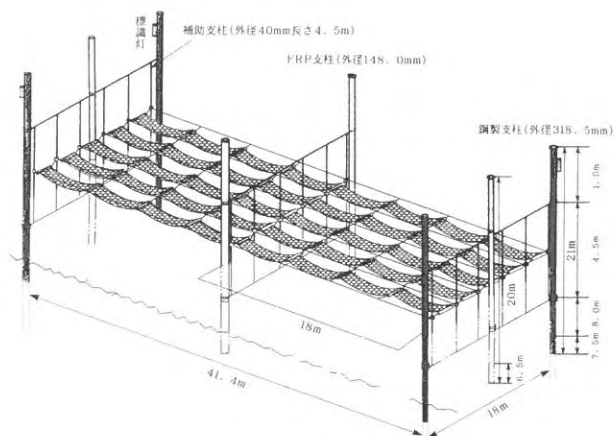 標識灯
補助支柱(外径40mm長さ4.5m)
FRP支柱(外径148.0mm)
鋼製支柱(外径318.5mm)
1.0m
4.5m
21m
8.0m
7.5m
20m
6.5m
18m
41.4m
18m